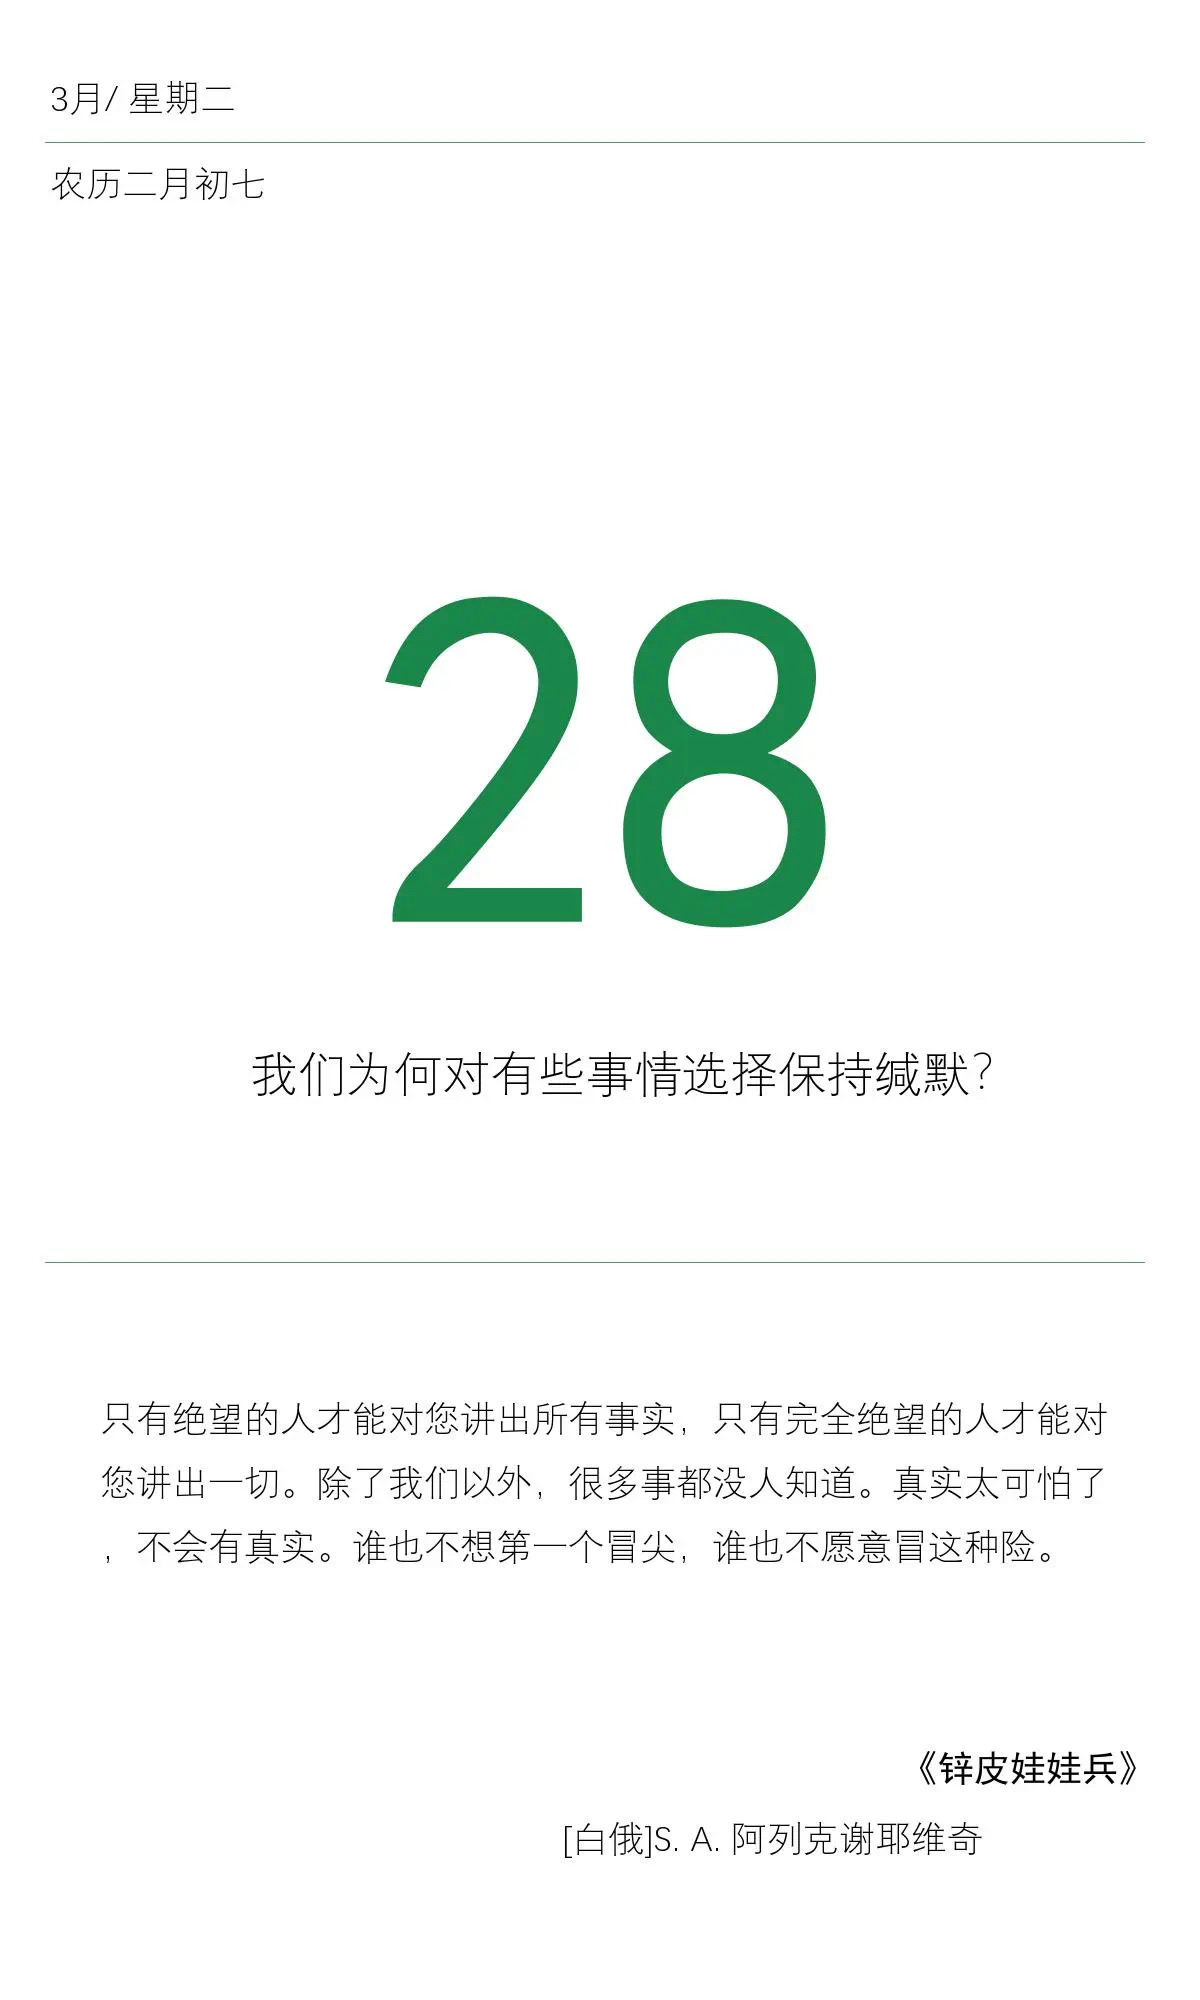 3月/ 星期二
农历二月初七
28
我们为何对有些事情选择保持缄默？
只有绝望的人才能对您讲出所有事实，只有完全绝望的人才能对
您讲出一切。除了我们以外，很多事都没人知道。真实太可怕了
，不会有真实。谁也不想第一个冒尖，谁也不愿意冒这种险。
《锌皮娃娃兵》
[白俄]S. A. 阿列克谢耶维奇